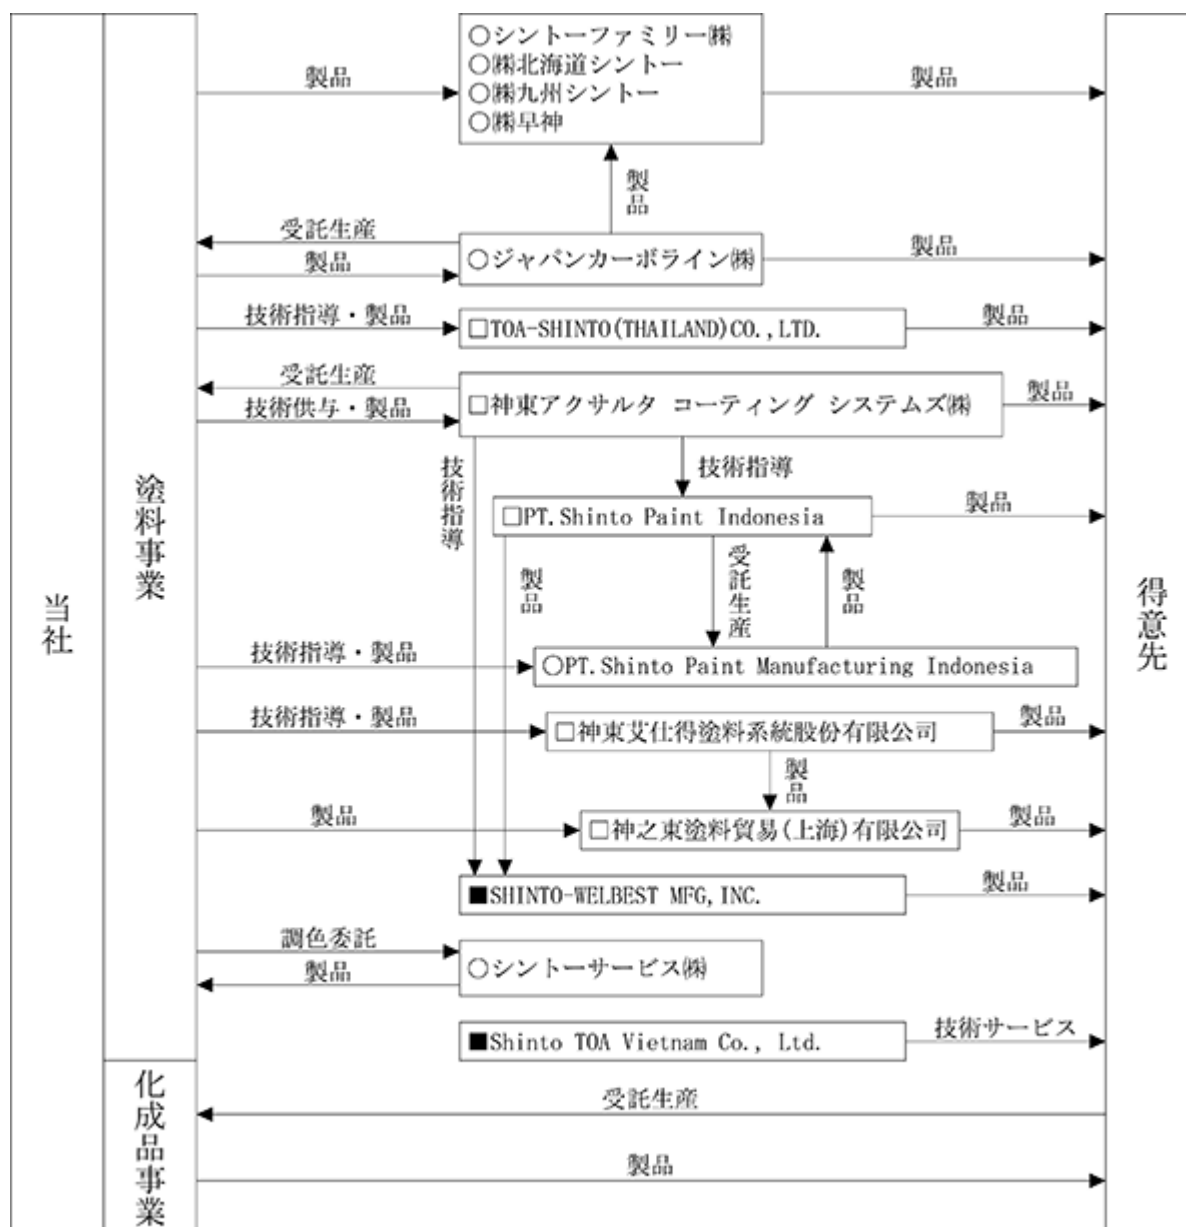 当社
塗料事業
化成品事業
得意先
製品
○シントーファミリー㈱
○㈱北海道シントー
○㈱九州シントー
○㈱早神
製品
製品
受託生産
製品
○ジャパンカーボライン㈱
製品
技術指導・製品
□TOA-SHINTO(THAILAND)CO.,LTD.
製品
受託生産
技術供与・製品
□神東アクサルタ コーティング システムズ㈱
製品
技術指導
技術指導
□PT.Shinto Paint Indonesia
製品
製品
受託生産
製品
技術指導・製品
○PT.Shinto Paint Manufacturing Indonesia
技術指導・製品
□神東艾仕得塗料系統股份有限公司
製品
製品
製品
□神之東塗料貿易(上海)有限公司
製品
■SHINTO-WELBEST MFG,INC.
製品
調色委託
製品
○シントーサービス㈱
■Shinto TOA Vietnam Co., Ltd.
技術サービス
受託生産
製品